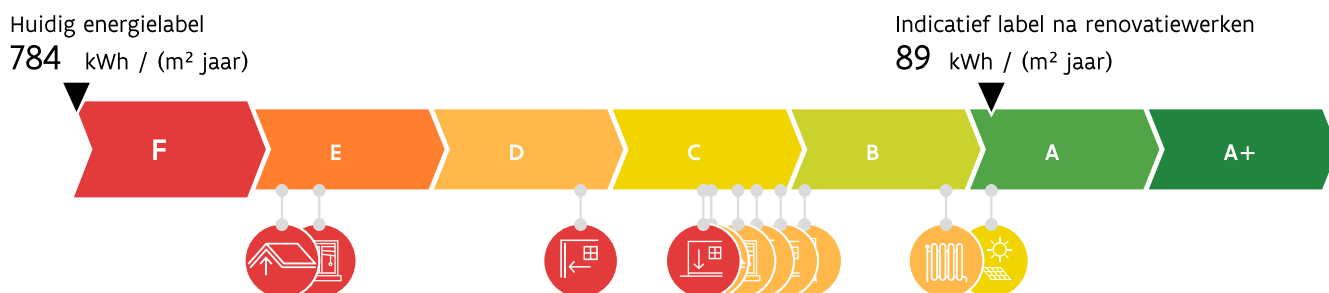 Huidig energielabel
784 kWh / (m² jaar)
Indicatief label na renovatiewerken
89 kWh / (m² jaar)
F E D C B A A+